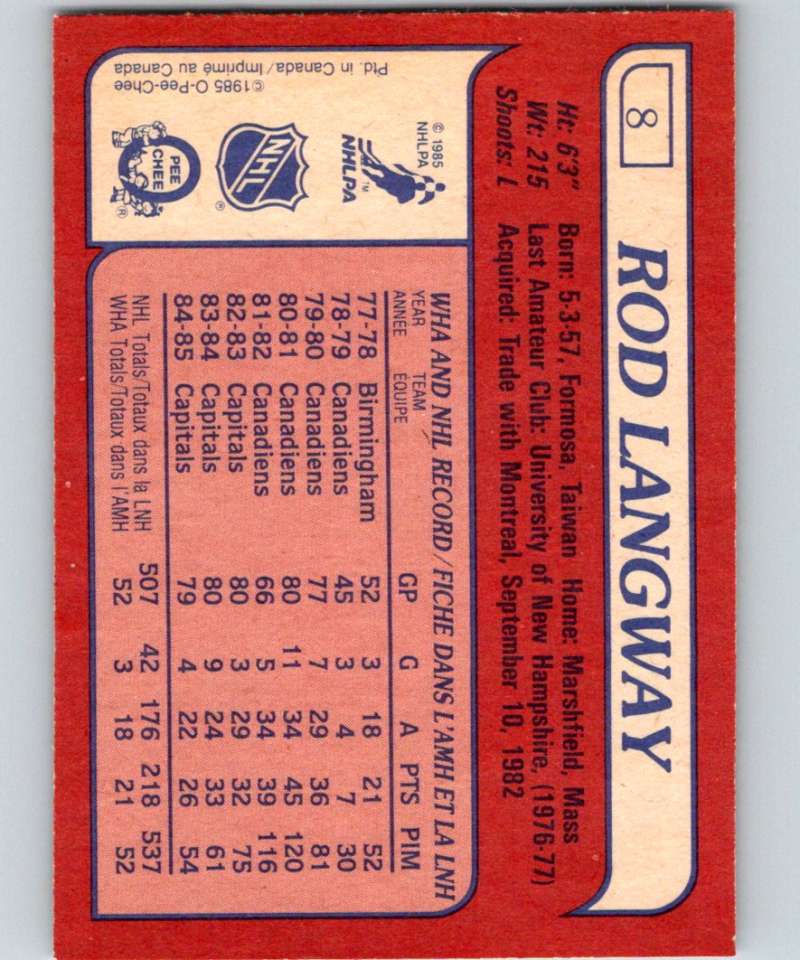 8
ROD LANGWAY
Ht: 6'3" Born: 5-3-57, Formosa, Taiwan Home: Marshfield, Mass
Wt: 215 Last Amateur Club: University of New Hampshire, (1976-77)
Shoots: L Acquired: Trade with Montreal, September 10, 1982
© 1985
NHLPA
NHLPA™
NHL
®
PEE
CHEE
®
©1985 O-Pee-Chee
Ptd. in Canada/Imprimé au Canada
WHA AND NHL RECORD/FICHE DANS L'AMH ET LA LNH
YEAR TEAM GP G A PTS PIM
ANNÉE ÉQUIPE
77-78 Birmingham 52 3 18 21 52
78-79 Canadiens 45 3 4 7 30
79-80 Canadiens 77 7 29 36 81
80-81 Canadiens 80 11 34 45 120
81-82 Canadiens 66 5 34 39 116
82-83 Capitals 80 3 29 32 75
83-84 Capitals 80 9 24 33 61
84-85 Capitals 79 4 22 26 54
NHL Totals/Totaux dans la LNH 507 42 176 218 537
WHA Totals/Totaux dans l'AMH 52 3 18 21 52